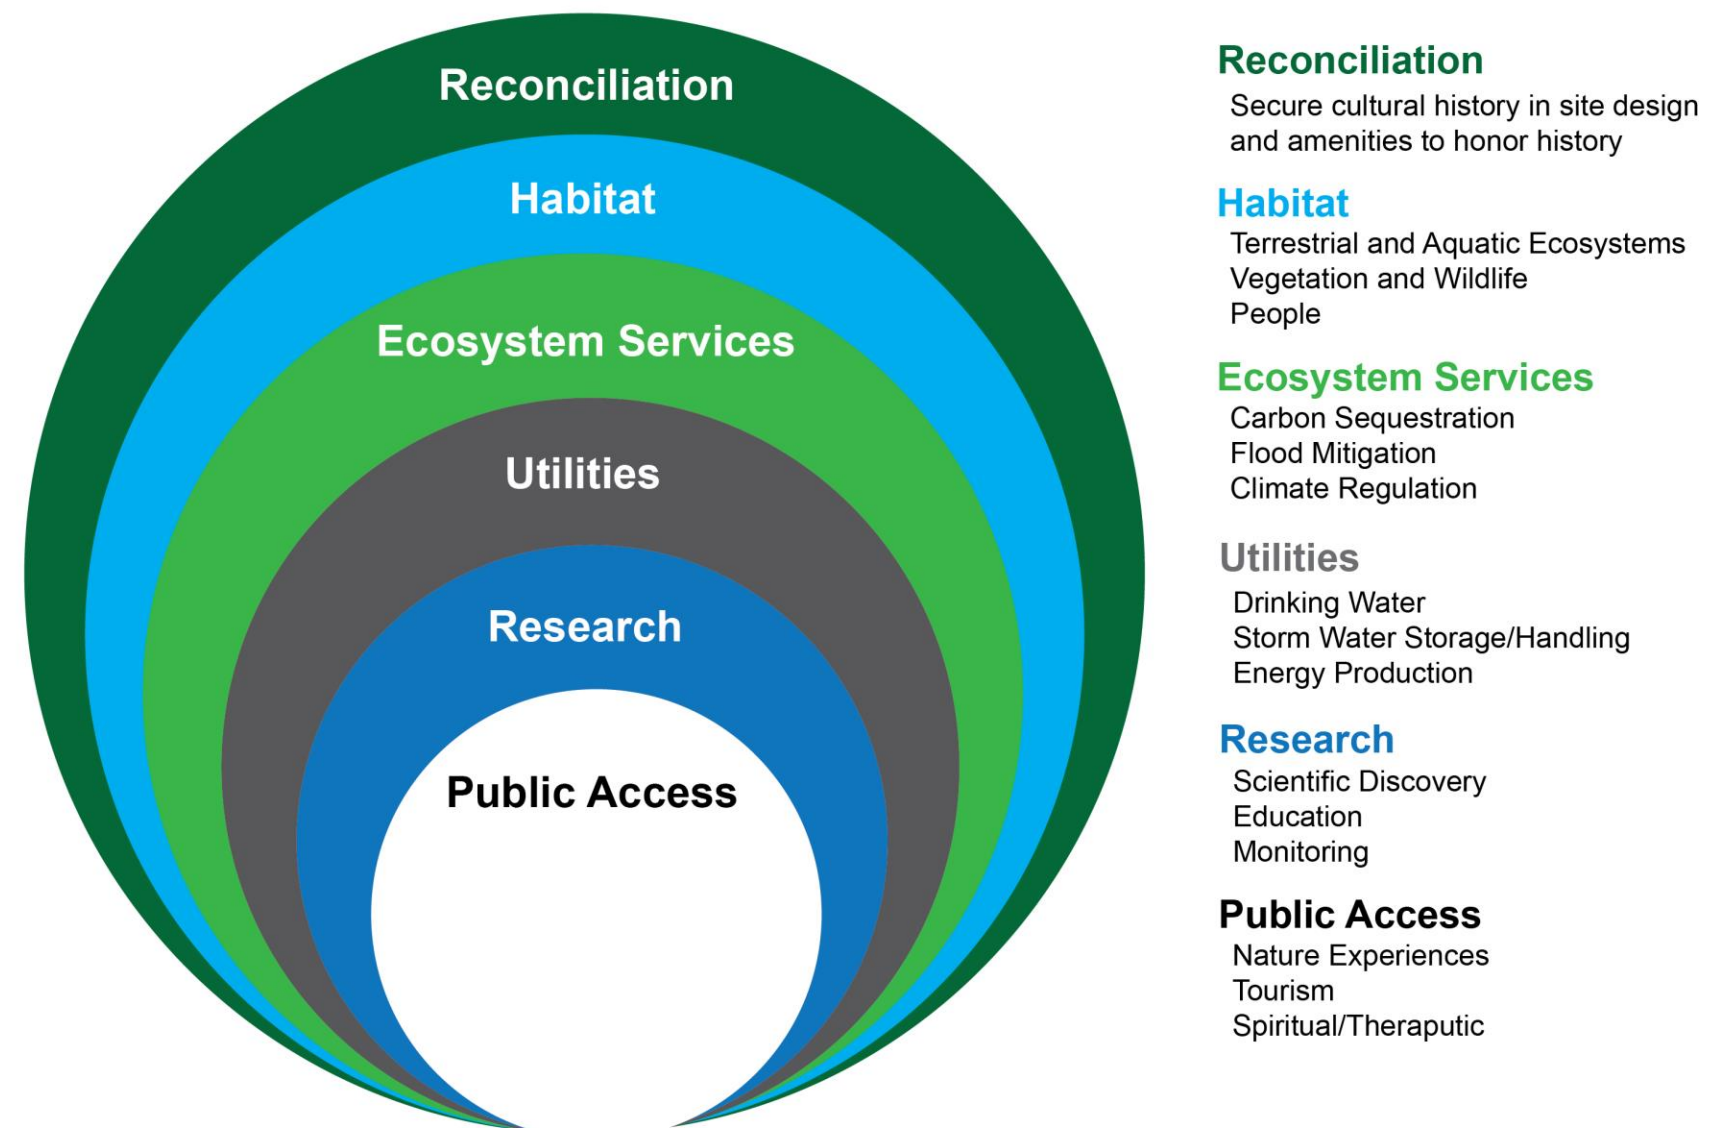 Reconciliation
Habitat
Ecosystem Services
Utilities
Research
Public Access
Reconciliation
Secure cultural history in site design
and amenities to honor history
Habitat
Terrestrial and Aquatic Ecosystems
Vegetation and Wildlife
People
Ecosystem Services
Carbon Sequestration
Flood Mitigation
Climate Regulation
Utilities
Drinking Water
Storm Water Storage/Handling
Energy Production
Research
Scientific Discovery
Education
Monitoring
Public Access
Nature Experiences
Tourism
Spiritual/Theraputic